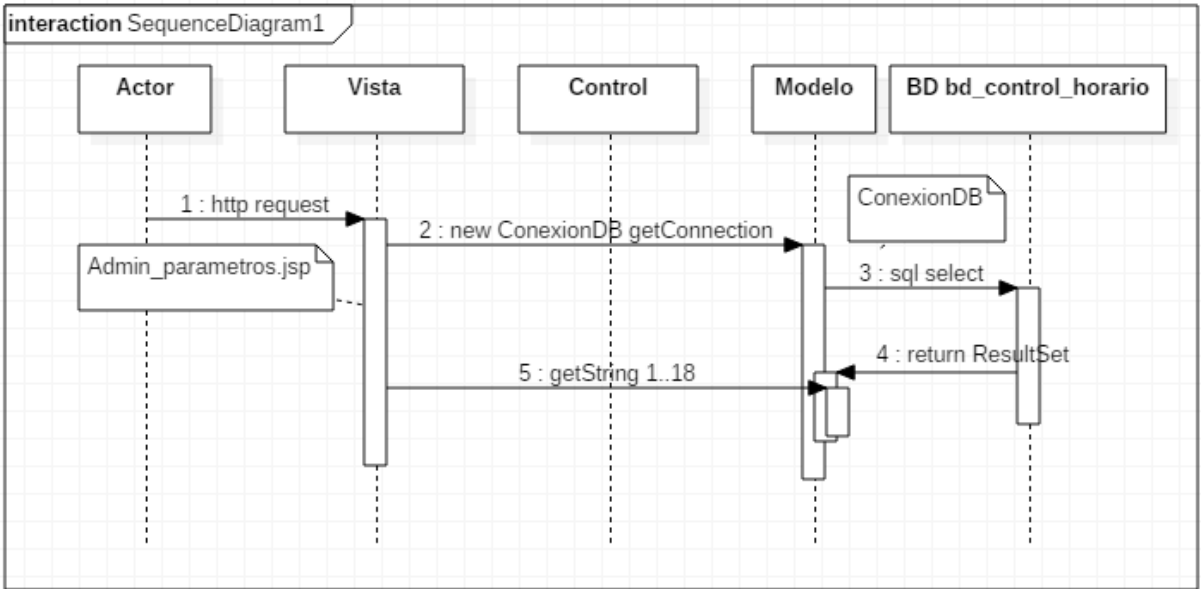 interaction SequenceDiagram1
Actor
Vista
Control
Modelo
BD bd_control_horario
ConexionDB
1 : http request
2 : new ConexionDB getConnection
Admin_parametros.jsp
3 : sql select
4 : return ResultSet
5 : getString 1..18